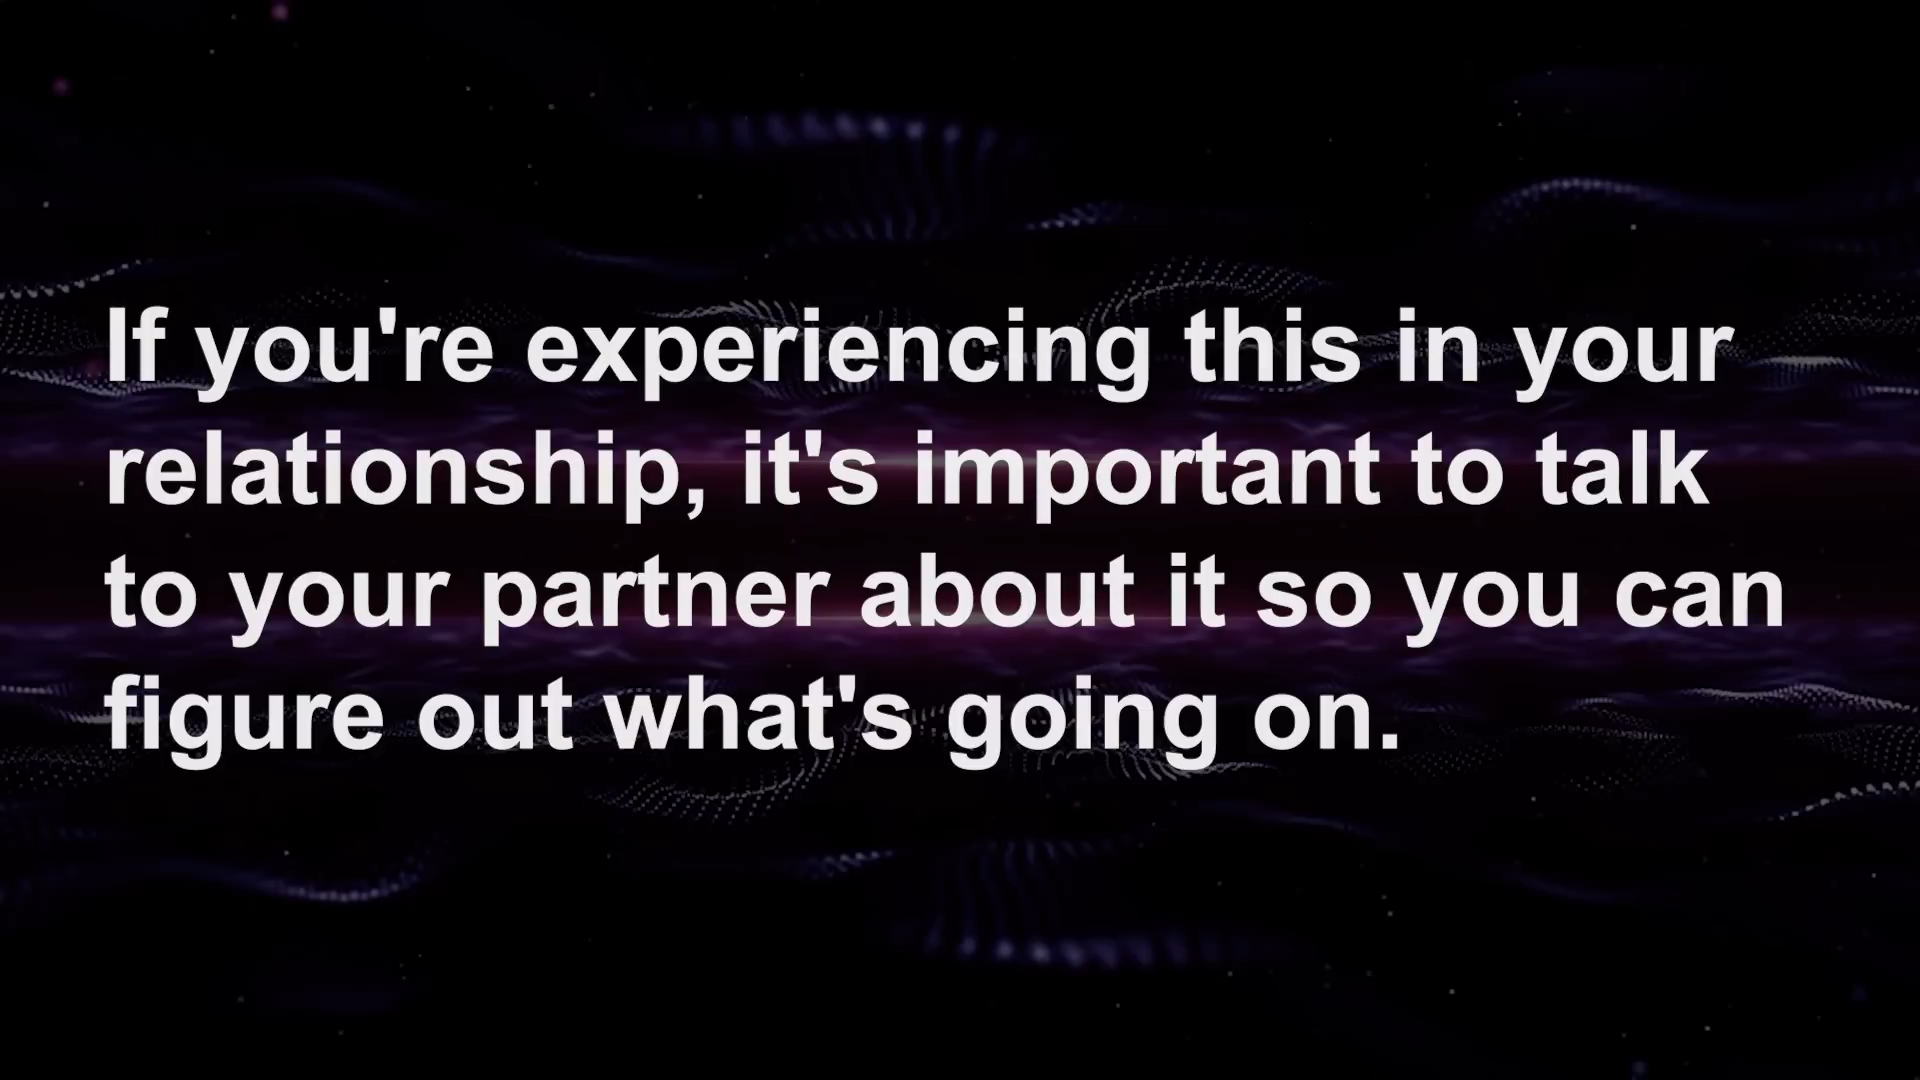 If you're experiencing this in your
relationship, it's important to talk
to your partner about it so you can
figure out what's going on.